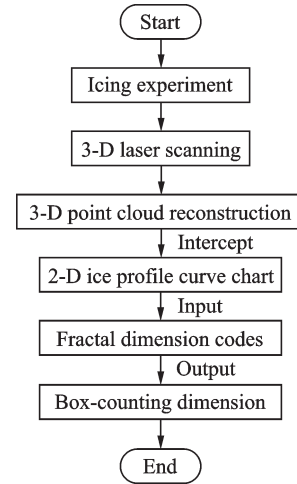 Start
Icing experiment
3-D laser scanning
3-D point cloud reconstruction
Intercept
2-D ice profile curve chart
Input
Fractal dimension codes
Output
Box-counting dimension
End